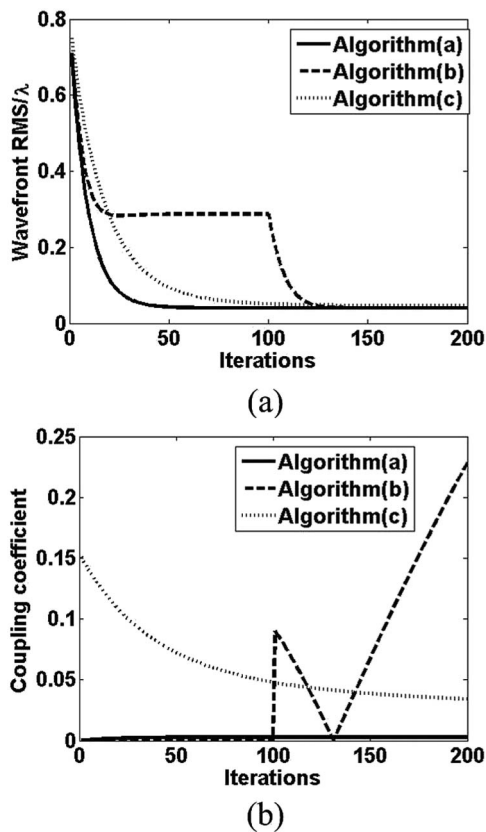 Wavefront RMS/λ
0.8
0.6
0.4
0.2
0
Algorithm(a)
Algorithm(b)
Algorithm(c)
0 50 100 150 200
Iterations
(a)
Coupling coefficient
0.25
0.2
0.15
0.1
0.05
0
Algorithm(a)
Algorithm(b)
Algorithm(c)
0 50 100 150 200
Iterations
(b)